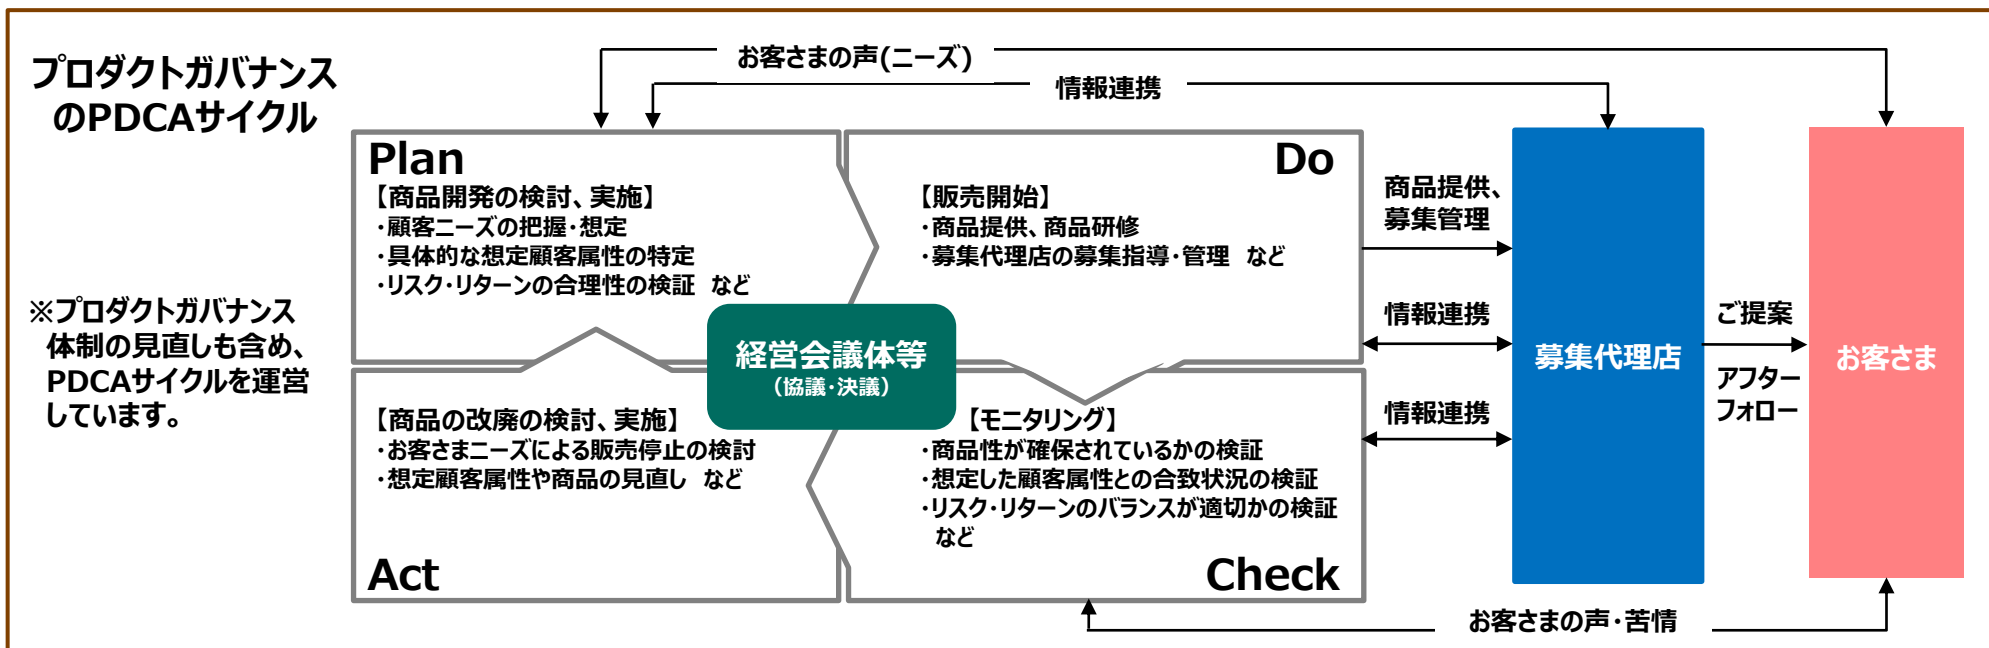 プロダクトガバナンス
のPDCAサイクル
※プロダクトガバナンス
体制の見直しも含め、
PDCAサイクルを運営
しています。
お客さまの声(ニーズ)
情報連携
Plan
【商品開発の検討、実施】
・顧客ニーズの把握・想定
・具体的な想定顧客属性の特定
・リスク・リターンの合理性の検証 など
Do
【販売開始】
・商品提供、商品研修
・募集代理店の募集指導・管理 など
経営会議体等
（協議・決議）
【商品の改廃の検討、実施】
・お客さまニーズによる販売停止の検討
・想定顧客属性や商品の見直し など
Act
【モニタリング】
・商品性が確保されているかの検証
・想定した顧客属性との合致状況の検証
・リスク・リターンのバランスが適切かの検証
など
Check
商品提供、
募集管理
情報連携
情報連携
募集代理店
ご提案
アフター
フォロー
お客さま
お客さまの声・苦情